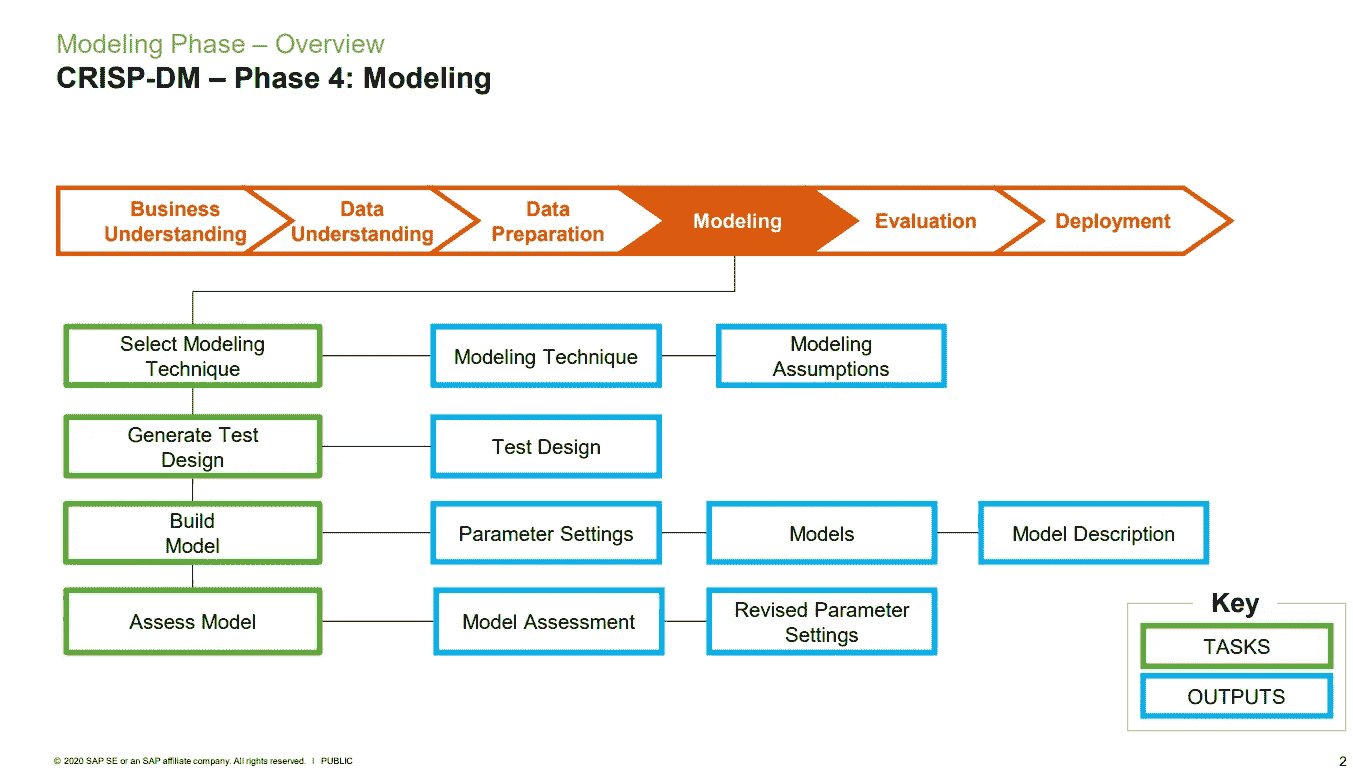 Modeling Phase – Overview
CRISP-DM – Phase 4: Modeling
Business
Understanding
Data
Understanding
Data
Preparation
Modeling
Evaluation
Deployment
Select Modeling
Technique
Modeling Technique
Modeling
Assumptions
Generate Test
Design
Test Design
Build
Model
Parameter Settings
Models
Model Description
Assess Model
Model Assessment
Revised Parameter
Settings
Key
TASKS
OUTPUTS
© 2020 SAP SE or an SAP affiliate company. All rights reserved. I PUBLIC
2